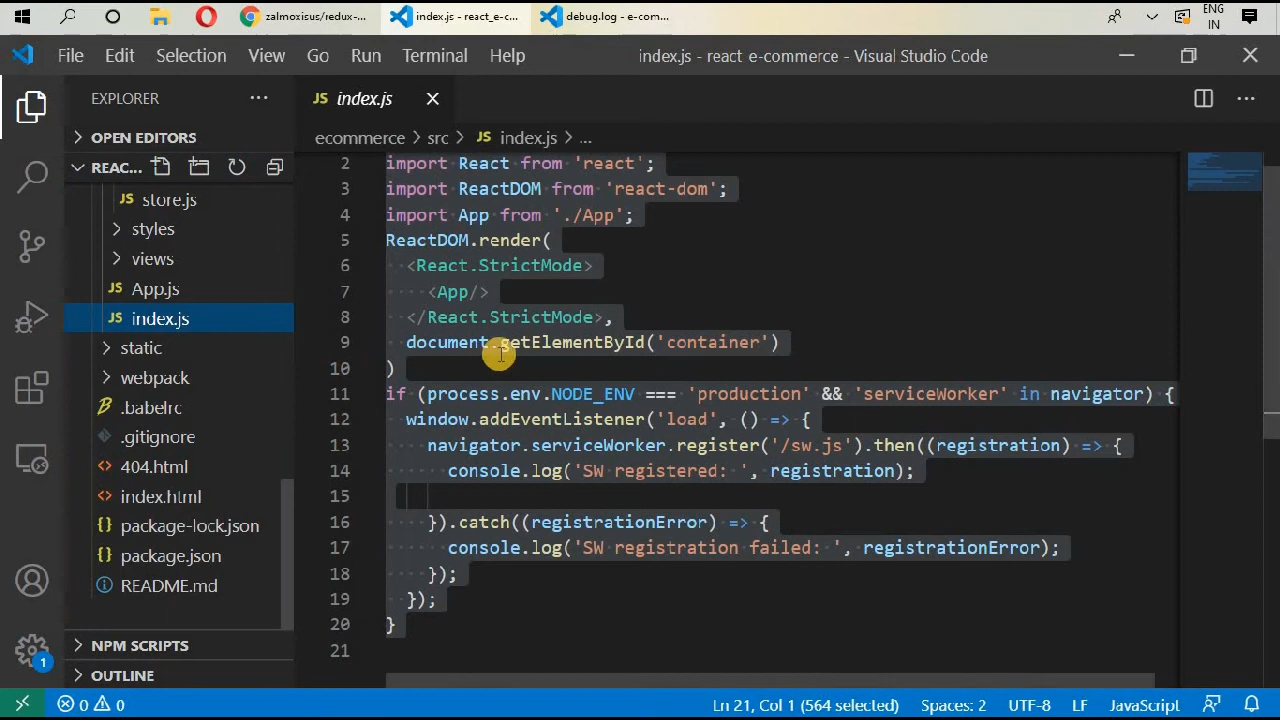 zalmoxisus/redux-...
index.js - react_e-c...
debug.log - e-com...
ENG
IN
File Edit Selection View Go Run Terminal Help
index.js - react e-commerce - Visual Studio Code
EXPLORER
JS index.js
OPEN EDITORS
ecommerce > src > JS index.js > ...
REAC...
JS store.js
styles
views
JS App.js
JS index.js
static
webpack
.babelrc
.gitignore
404.html
index.html
package-lock.json
package.json
README.md
NPM SCRIPTS
OUTLINE
1
2 import React from 'react';
3 import ReactDOM from 'react-dom';
4 import App from './App';
5 ReactDOM.render(
6 <React.StrictMode>
7 <App/>
8 </React.StrictMode>,
9 document.getElementById('container')
10 )
11 if (process.env.NODE_ENV === 'production' && 'serviceWorker' in navigator) {
12 window.addEventListener('load', () => {
13 navigator.serviceWorker.register('/sw.js').then((registration) => {
14 console.log('SW registered: ', registration);
15
16 }).catch((registrationError) => {
17 console.log('SW registration failed: ', registrationError);
18 });
19 });
20 }
21
0 0 Ln 21, Col 1 (564 selected) Spaces: 2 UTF-8 LF JavaScript